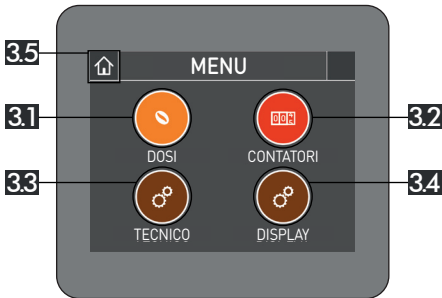 3.5
MENU
3.1
3.2
DOSI
CONTATORI
3.3
3.4
TECNICO
DISPLAY